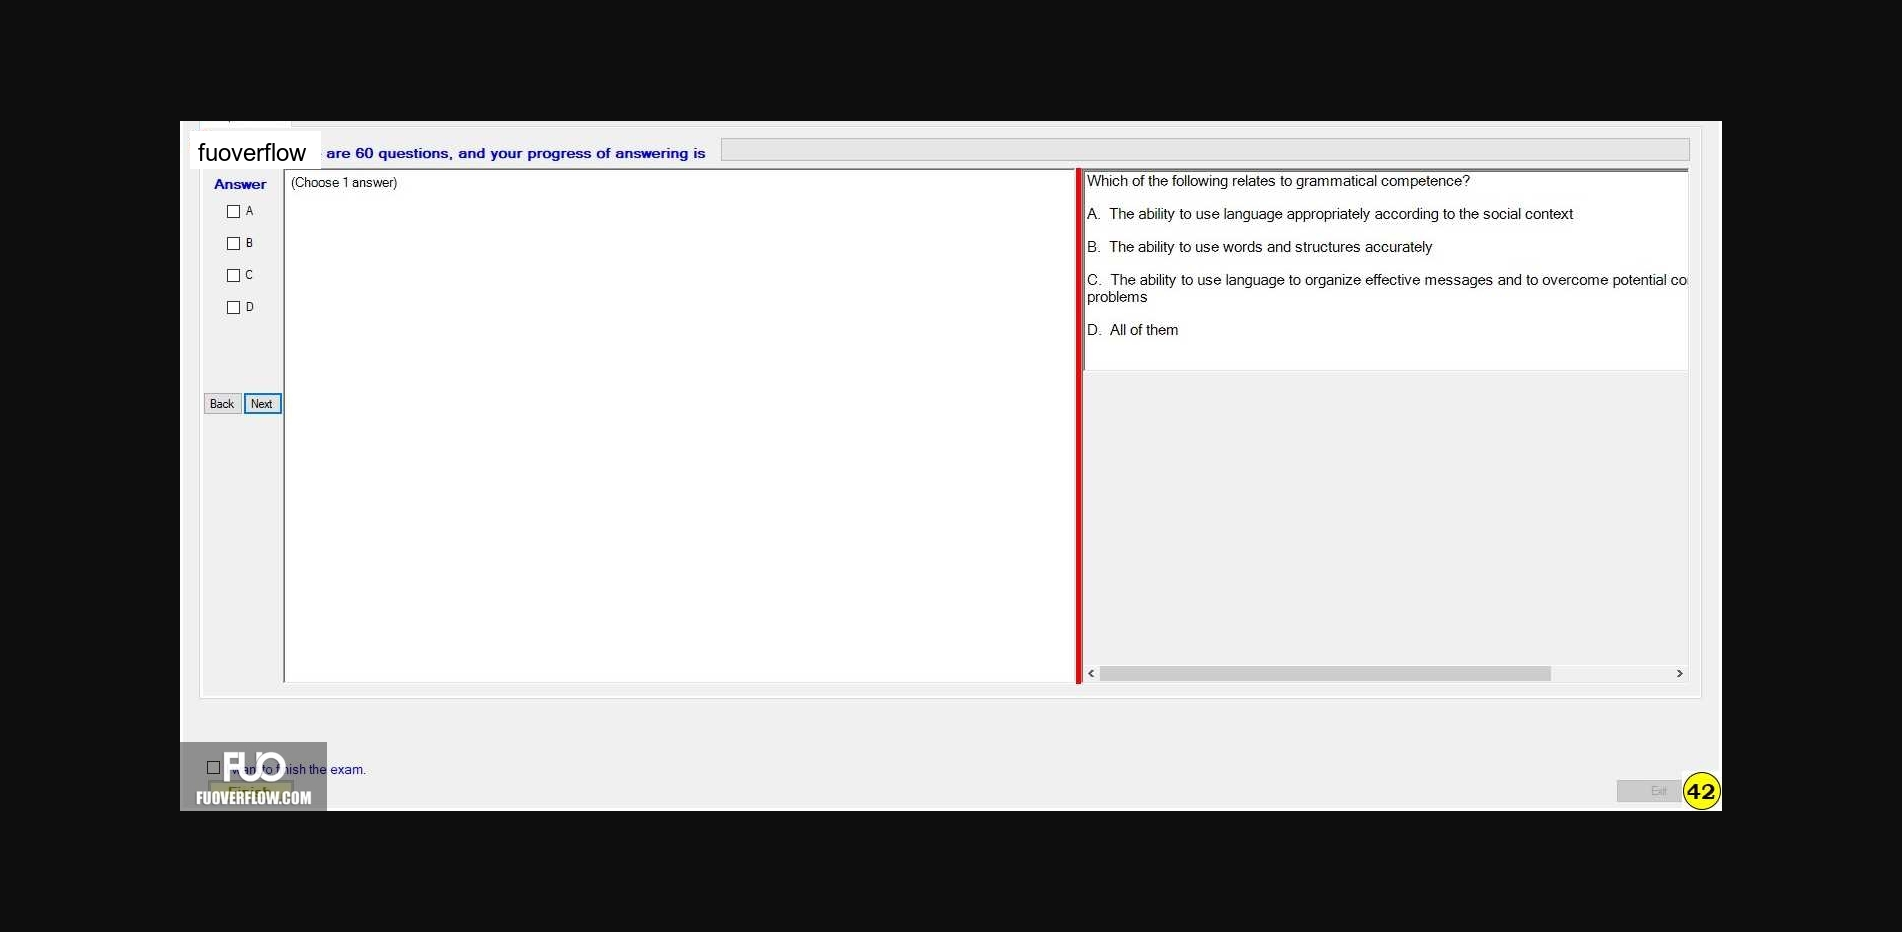 fuoverflow are 60 questions, and your progress of answering is
Answer
(Choose 1 answer)
A
B
C
D
Back Next
Which of the following relates to grammatical competence?
A. The ability to use language appropriately according to the social context
B. The ability to use words and structures accurately
C. The ability to use language to organize effective messages and to overcome potential co
problems
D. All of them
FUO
want to finish the exam.
Finish
FUOVERFLOW.COM
Exit
42